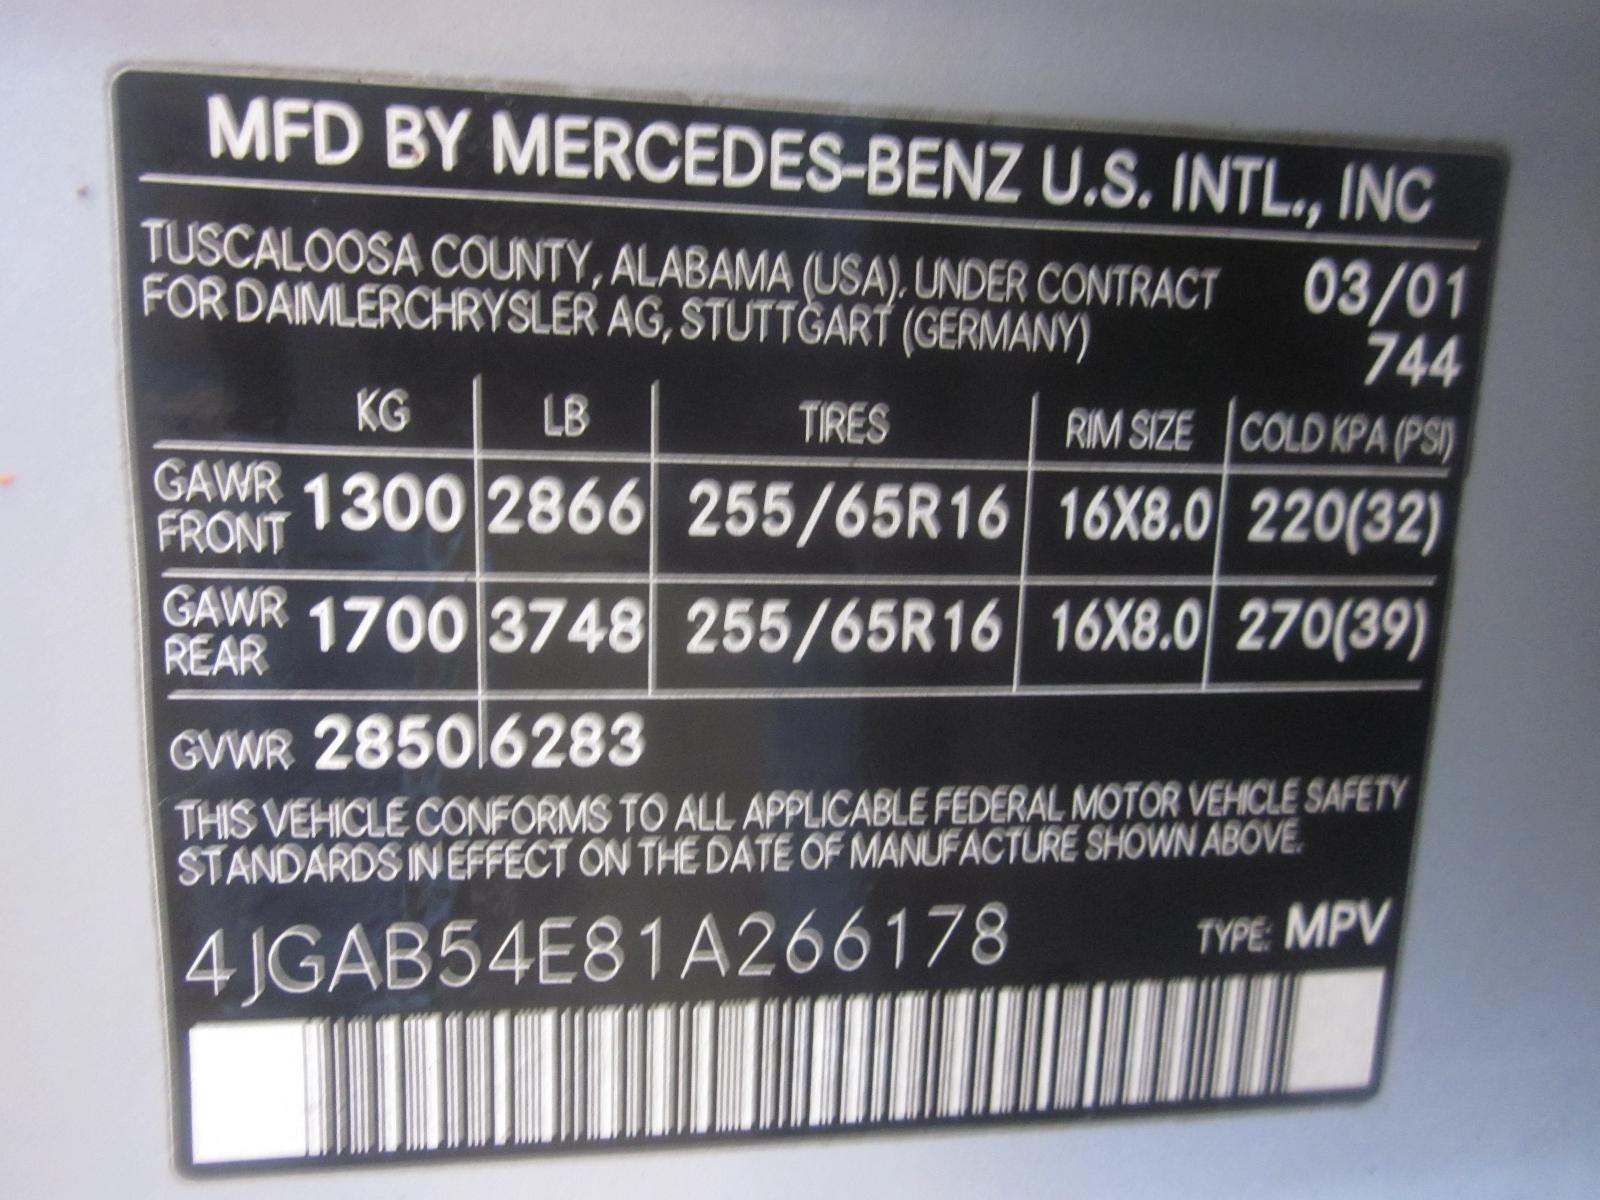 MFD BY MERCEDES-BENZ U.S. INTL., INC
TUSCALOOSA COUNTY, ALABAMA (USA). UNDER CONTRACT
FOR DAIMLERCHRYSLER AG, STUTTGART (GERMANY)
03/01
744
KG LB TIRES RIM SIZE COLD KPA (PSI)
GAWR FRONT 1300 2866 255/65R16 16X8.0 220(32)
GAWR REAR 1700 3748 255/65R16 16X8.0 270(39)
GVWR 2850 6283
THIS VEHICLE CONFORMS TO ALL APPLICABLE FEDERAL MOTOR VEHICLE SAFETY
STANDARDS IN EFFECT ON THE DATE OF MANUFACTURE SHOWN ABOVE.
4JGAB54E81A266178 TYPE: MPV